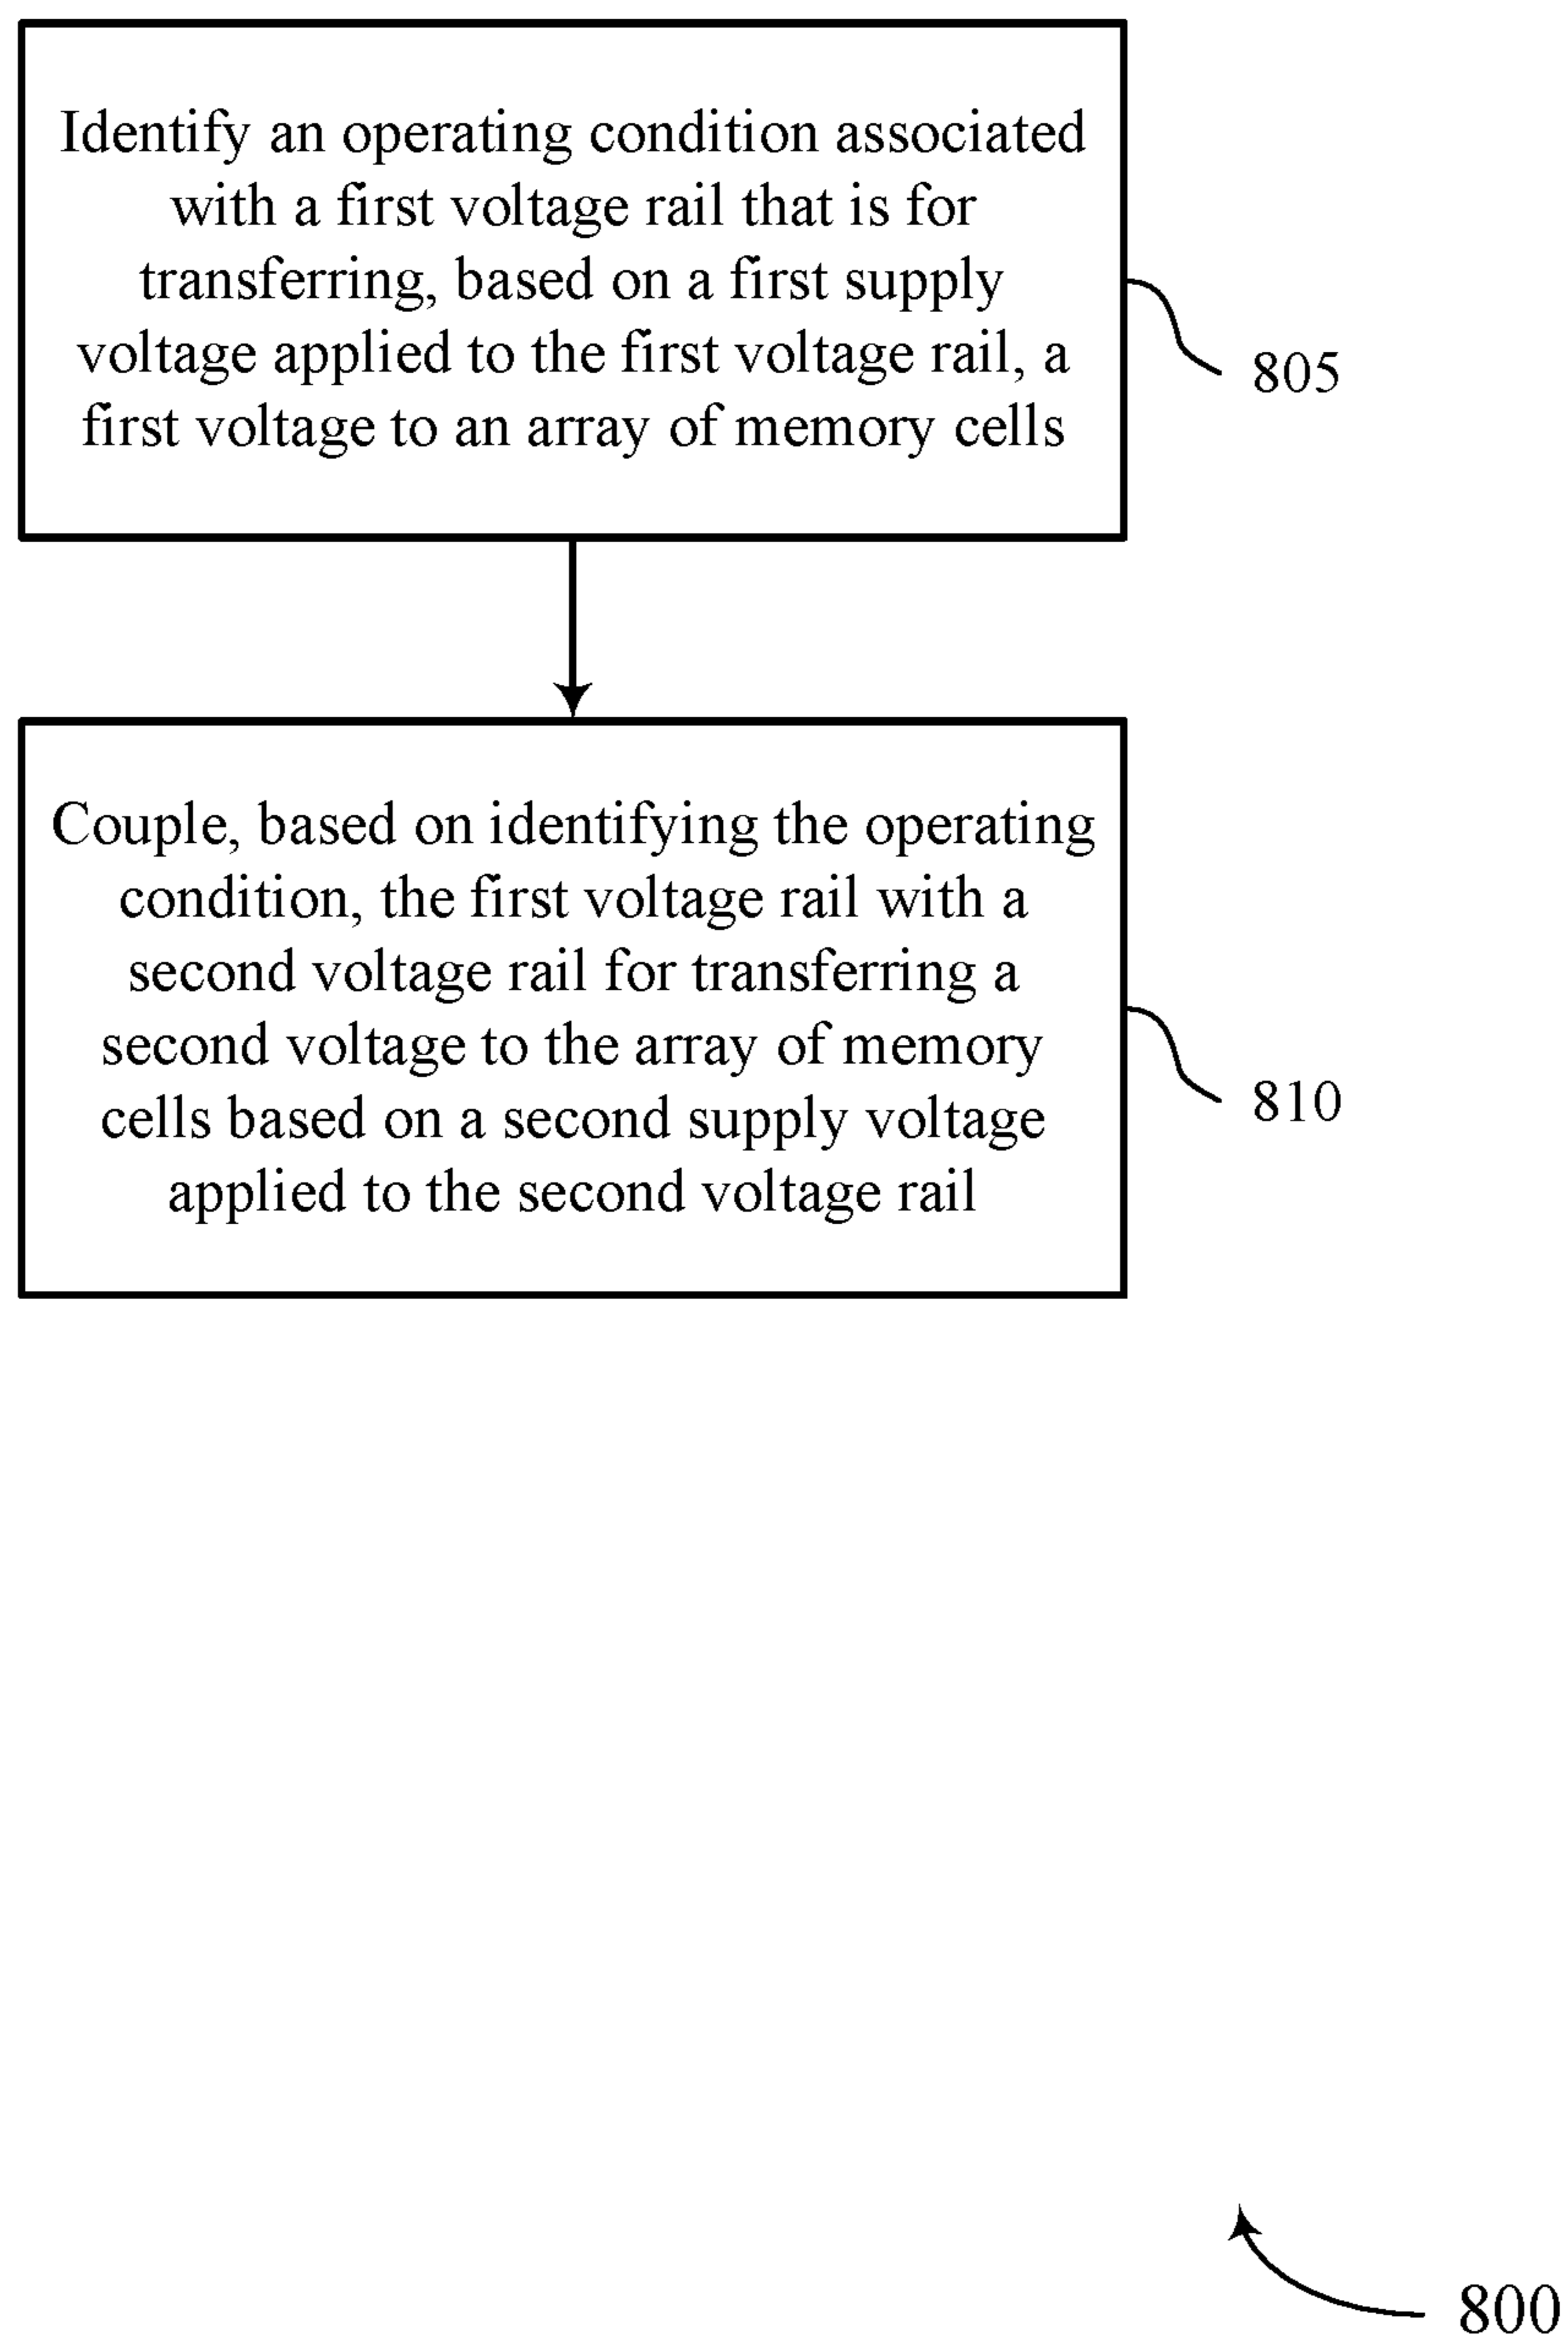 Identify an operating condition associated
with a first voltage rail that is for
transferring, based on a first supply
voltage applied to the first voltage rail, a
first voltage to an array of memory cells
805
Couple, based on identifying the operating
condition, the first voltage rail with a
second voltage rail for transferring a
second voltage to the array of memory
cells based on a second supply voltage
applied to the second voltage rail
810
800